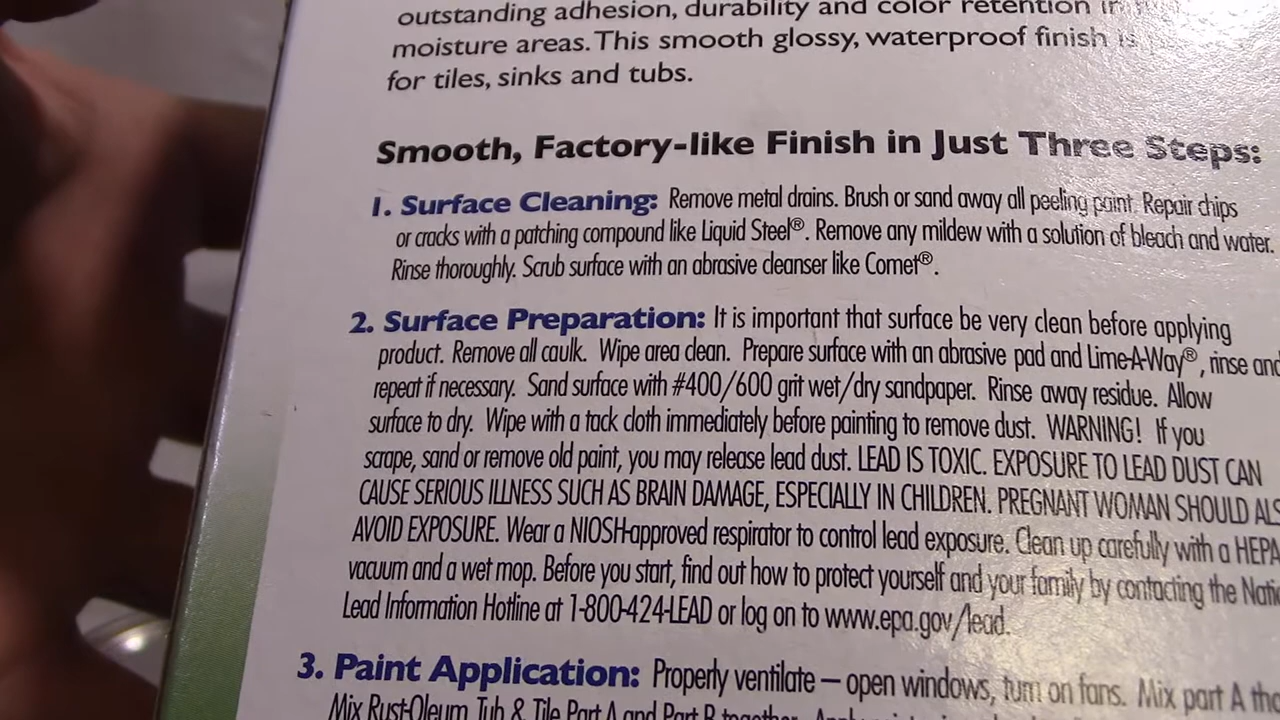 outstanding adhesion, durability and color retention in
moisture areas. This smooth glossy, waterproof finish is
for tiles, sinks and tubs.
Smooth, Factory-like Finish in Just Three Steps:
1. Surface Cleaning: Remove metal drains. Brush or sand away all peeling paint. Repair chips
or cracks with a patching compound like Liquid Steel®. Remove any mildew with a solution of bleach and water.
Rinse thoroughly. Scrub surface with an abrasive cleanser like Comet®.
2. Surface Preparation: It is important that surface be very clean before applying
product. Remove all caulk. Wipe area clean. Prepare surface with an abrasive pad and Lime-A-Way®, rinse and
repeat if necessary. Sand surface with #400/600 grit wet/dry sandpaper. Rinse away residue. Allow
surface to dry. Wipe with a tack cloth immediately before painting to remove dust. WARNING! If you
scrape, sand or remove old paint, you may release lead dust. LEAD IS TOXIC. EXPOSURE TO LEAD DUST CAN
CAUSE SERIOUS ILLNESS SUCH AS BRAIN DAMAGE, ESPECIALLY IN CHILDREN. PREGNANT WOMAN SHOULD ALS
AVOID EXPOSURE. Wear a NIOSH-approved respirator to control lead exposure. Clean up carefully with a HEPA
vacuum and a wet mop. Before you start, find out how to protect yourself and your family by contacting the Natio
Lead Information Hotline at 1-800-424-LEAD or log on to www.epa.gov/lead.
3. Paint Application: Properly ventilate – open windows, turn on fans. Mix part A tho
Mix Rust-Oleum Tub & Tile Part A and Part B together.